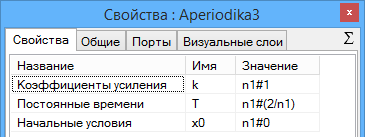 Свойства : Aperiodika3
Свойства Общие Порты Визуальные слои Σ
Название Имя Значение
Коэффициенты усиления k n1#1
Постоянные времени T n1#(2/n1)
Начальные условия x0 n1#0